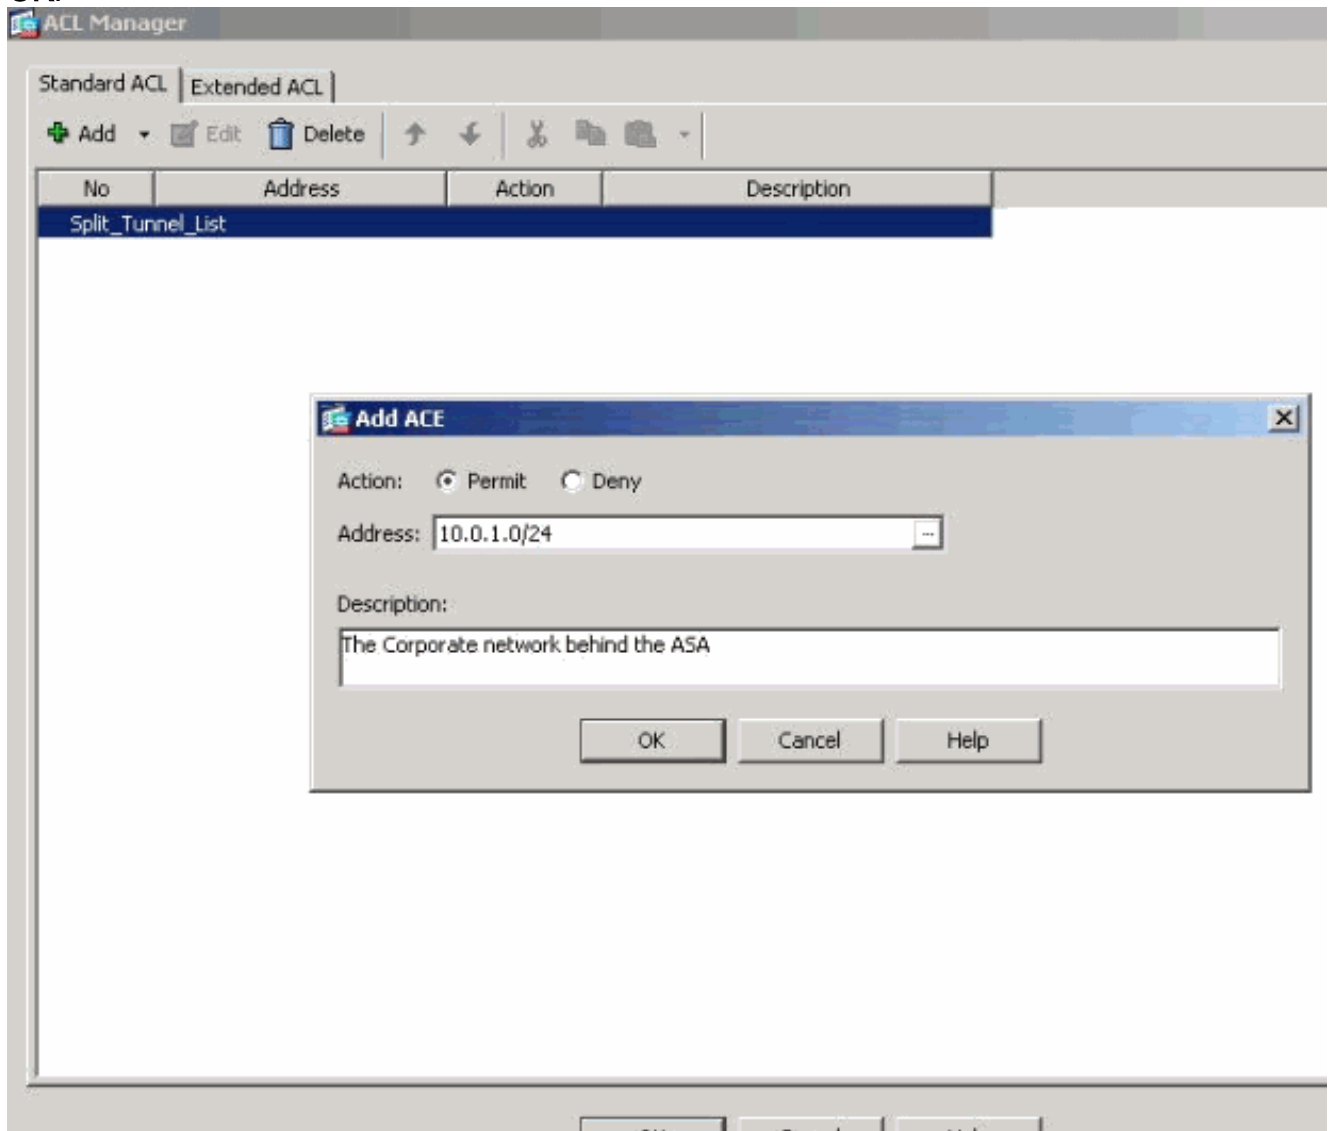 ACL Manager
Standard ACL Extended ACL
Add Edit Delete
No Address Action Description
Split_Tunnel_List
Add ACE
Action: Permit Deny
Address: 10.0.1.0/24 ...
Description:
The Corporate network behind the ASA
OK Cancel Help